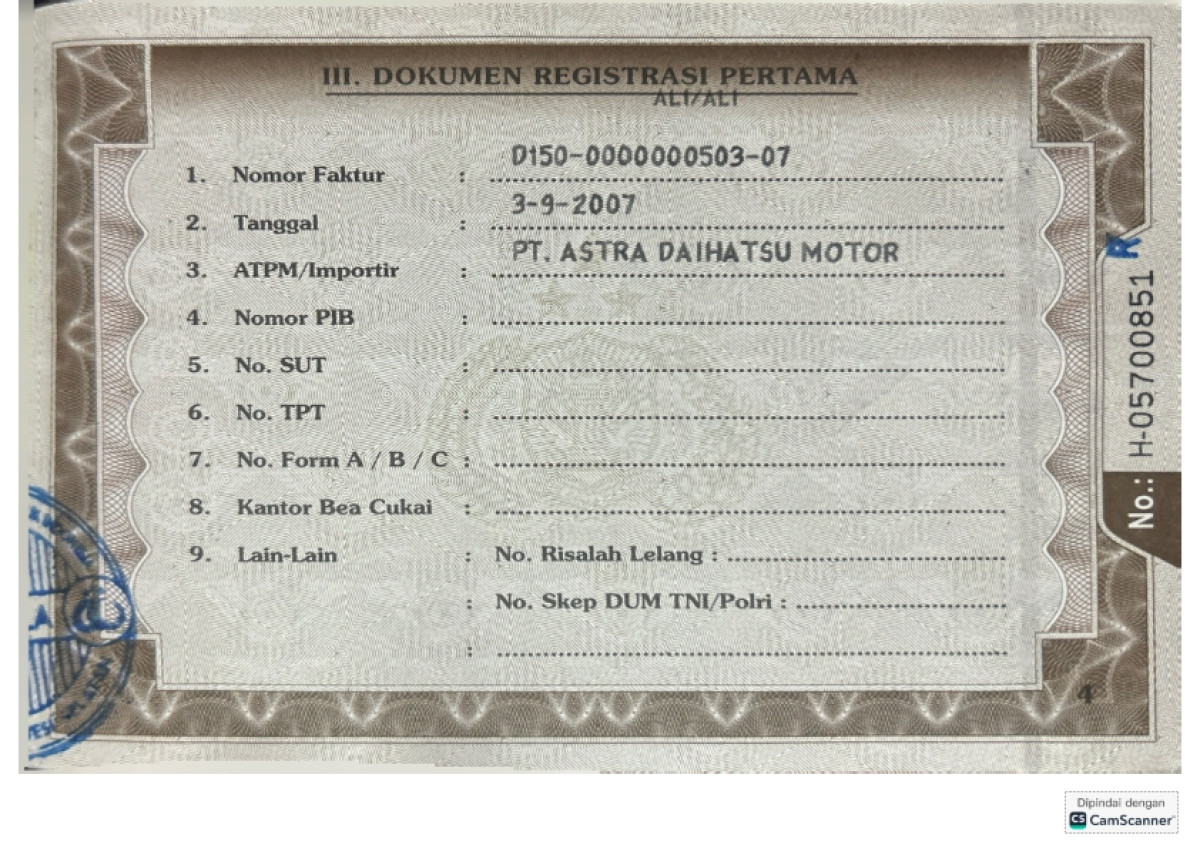 III. DOKUMEN REGISTRASI PERTAMA
ALI/ALI
1. Nomor Faktur : D150-0000000503-07
2. Tanggal : 3-9-2007
3. ATPM/Importir : PT. ASTRA DAIHATSU MOTOR
4. Nomor PIB : ........................
5. No. SUT : ........................
6. No. TPT : ........................
7. No. Form A / B / C : ........................
8. Kantor Bea Cukai : ........................
9. Lain-Lain : No. Risalah Lelang : ........................
: No. Skep DUM TNI/Polri : ........................
: ........................
No.: H-05700851 R
4
Dipindai dengan
CS CamScanner